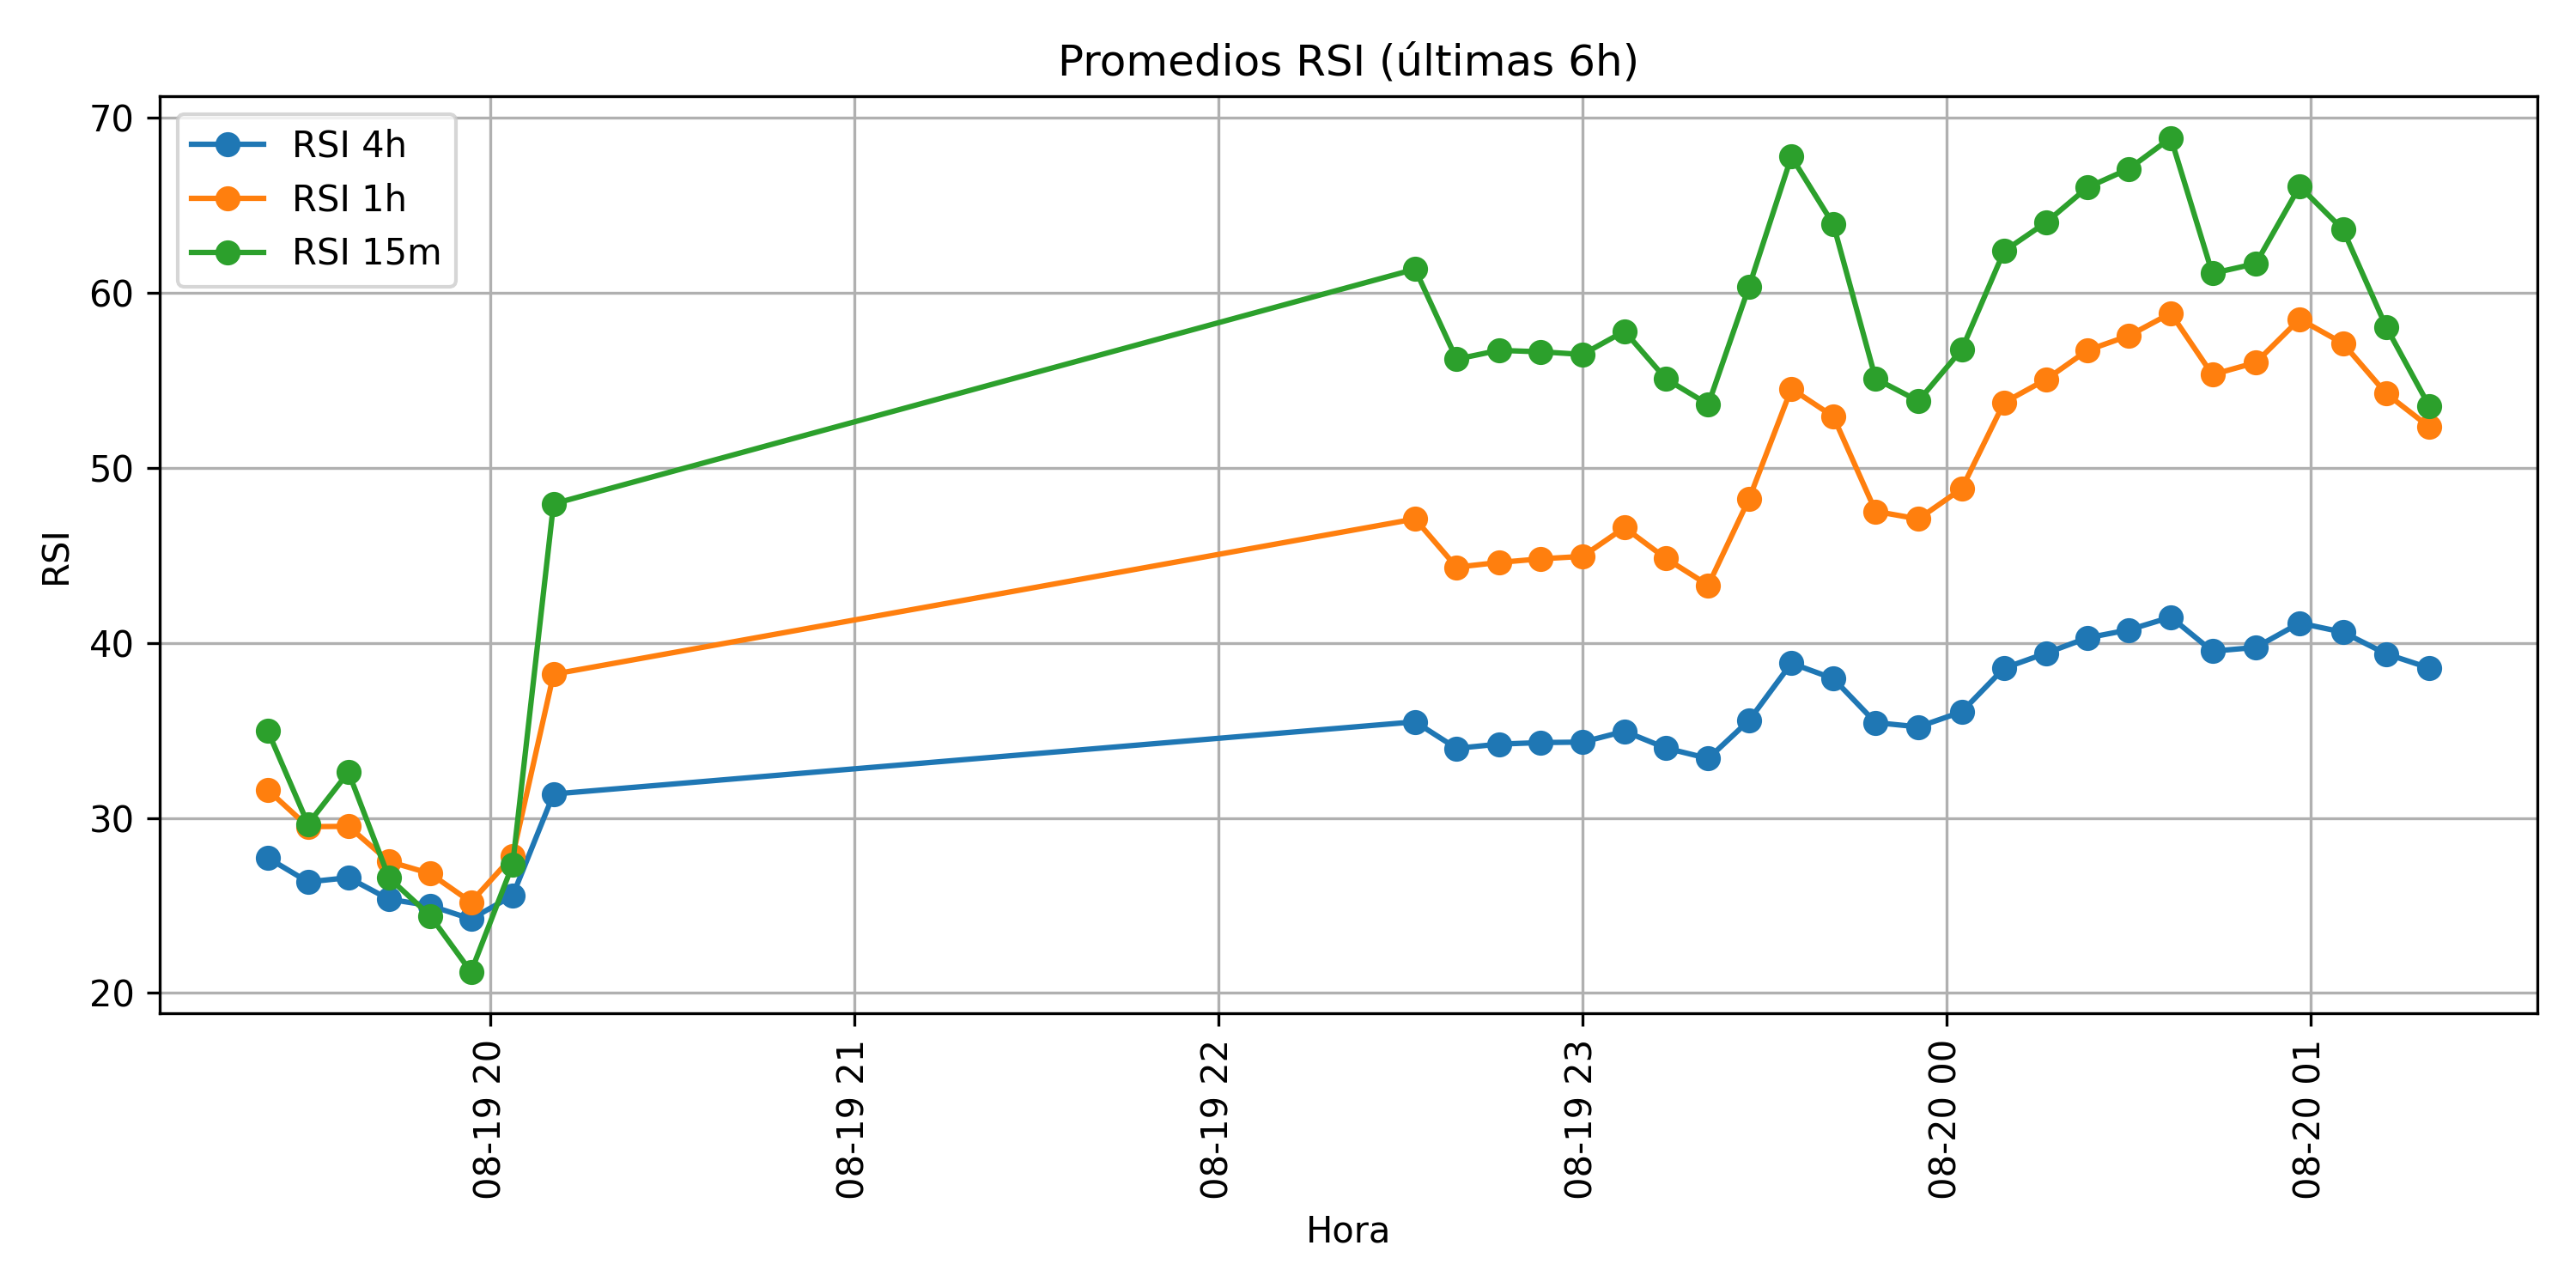 Promedios RSI (últimas 6h)
RSI 4h
RSI 1h
RSI 15m
70
60
50
40
30
20
RSI
08-19 20
08-19 21
08-19 22
08-19 23
08-20 00
08-20 01
Hora